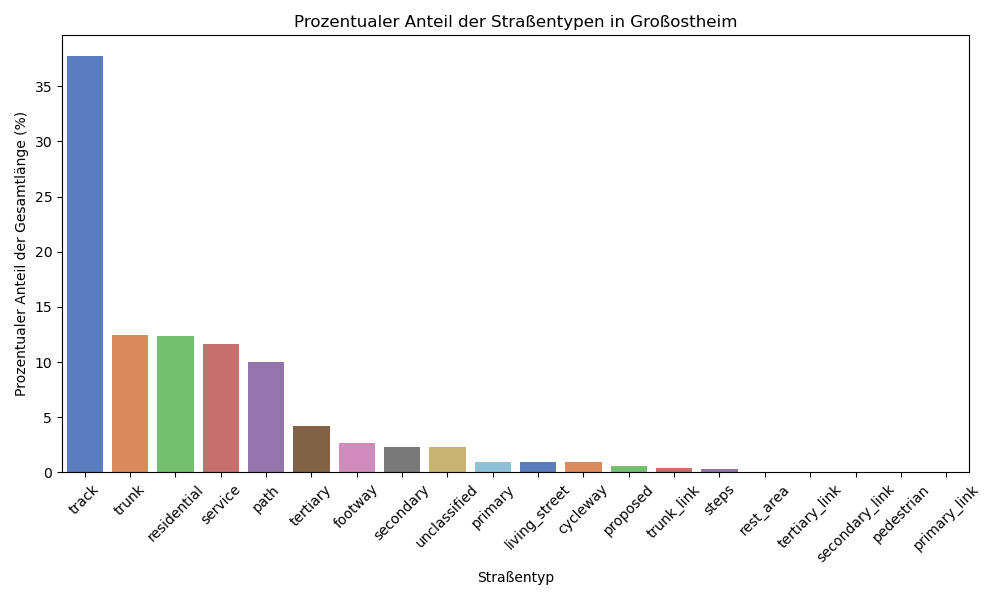 Prozentualer Anteil der Straßentypen in Großostheim
Prozentualer Anteil der Gesamtlänge (%)
35
30
25
20
15
10
5
0
track
trunk
residential
service
path
tertiary
footway
secondary
unclassified
primary
living_street
cycleway
proposed
trunk_link
steps
rest_area
tertiary_link
secondary_link
pedestrian
primary_link
Straßentyp